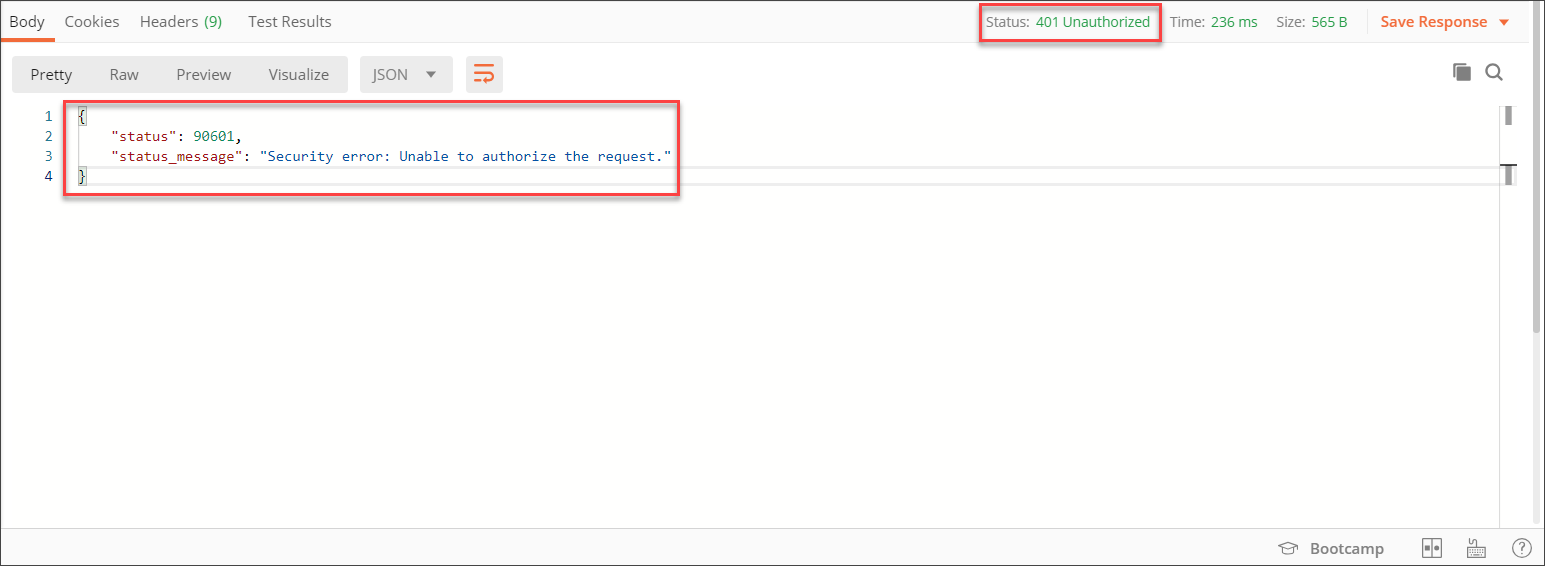 Body Cookies Headers (9) Test Results Status: 401 Unauthorized Time: 236 ms Size: 565 B Save Response
Pretty Raw Preview Visualize JSON
1 {
2 "status": 90601,
3 "status_message": "Security error: Unable to authorize the request."
4 }
Bootcamp